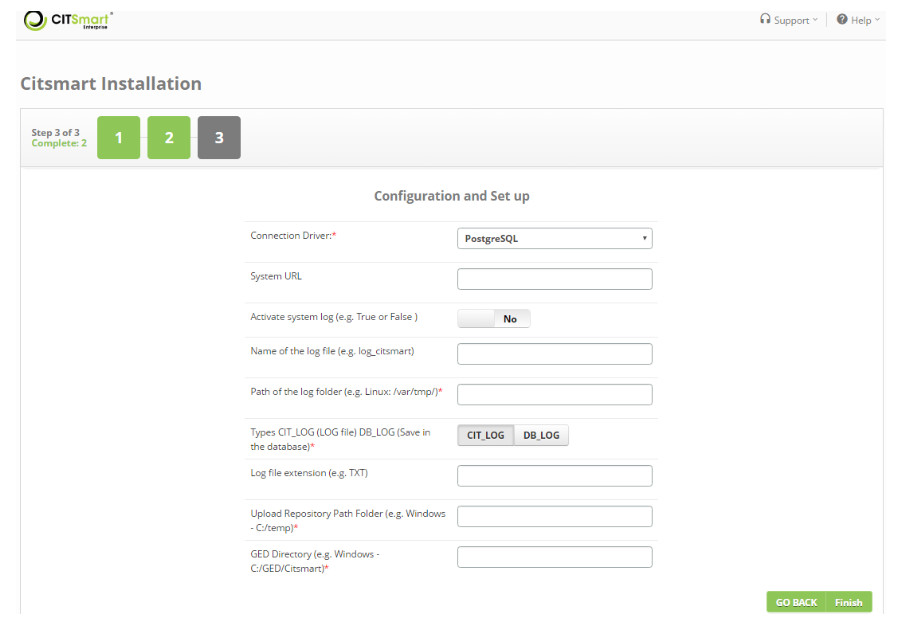 CITSmart
Enterprise
Support
Help
Citsmart Installation
Step 3 of 3
Complete: 2
1
2
3
Configuration and Set up
Connection Driver:*
PostgreSQL
System URL
Activate system log (e.g. True or False )
No
Name of the log file (e.g. log_citsmart)
Path of the log folder (e.g. Linux: /var/tmp/)*
Types CIT_LOG (LOG file) DB_LOG (Save in
the database)*
CIT_LOG DB_LOG
Log file extension (e.g. TXT)
Upload Repository Path Folder (e.g. Windows
- C:/temp)*
GED Directory (e.g. Windows -
C:/GED/Citsmart)*
GO BACK Finish